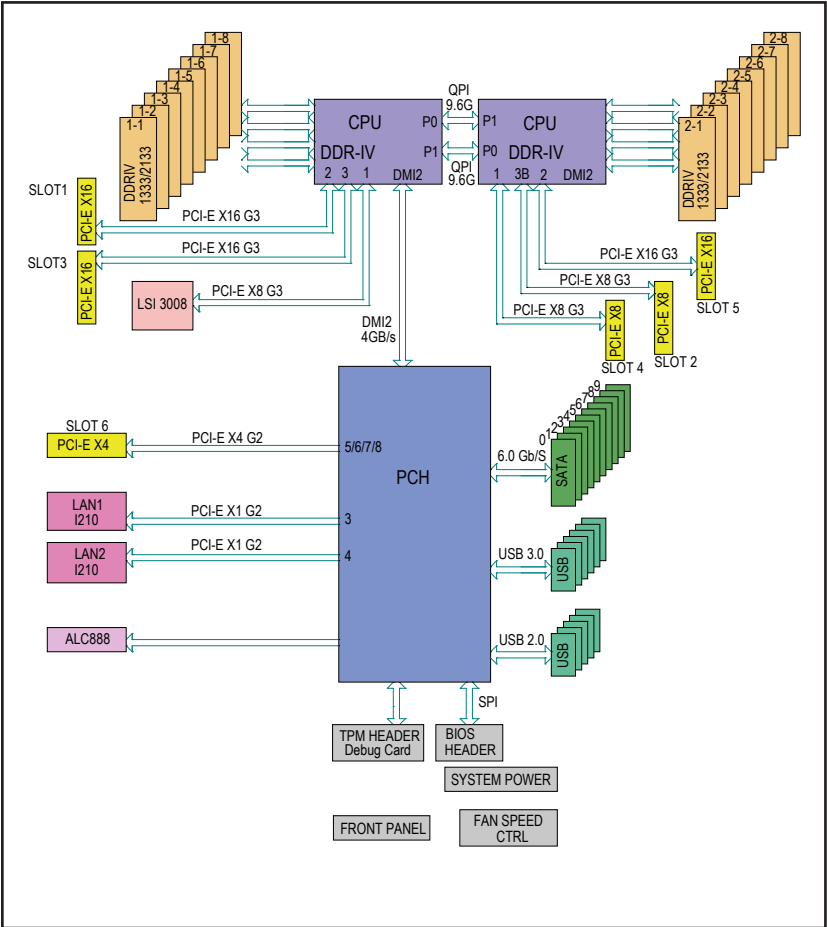 1-8
1-7
1-6
1-5
1-4
1-3
1-2
1-1
DDRIV
1333/2133
2-8
2-7
2-6
2-5
2-4
2-3
2-2
2-1
DDRIV
1333/2133
CPU
DDR-IV
P0
P1
2 3 1 DMI2
QPI
9.6G
QPI
9.6G
CPU
DDR-IV
P1
P0
1 3B 2 DMI2
SLOT1
PCI-E X16
PCI-E X16 G3
SLOT3
PCI-E X16
PCI-E X16 G3
LSI 3008
PCI-E X8 G3
DMI2
4GB/s
PCI-E X16 G3
PCI-E X16
SLOT 5
PCI-E X8 G3
PCI-E X8
SLOT 2
PCI-E X8 G3
PCI-E X8
SLOT 4
PCH
SLOT 6
PCI-E X4
PCI-E X4 G2
5/6/7/8
LAN1
I210
PCI-E X1 G2
3
LAN2
I210
PCI-E X1 G2
4
ALC888
6.0 Gb/S
0
1
2
3
4
5
6
7
8
9
SATA
USB 3.0
USB
USB 2.0
USB
SPI
TPM HEADER
Debug Card
BIOS
HEADER
SYSTEM POWER
FRONT PANEL
FAN SPEED
CTRL